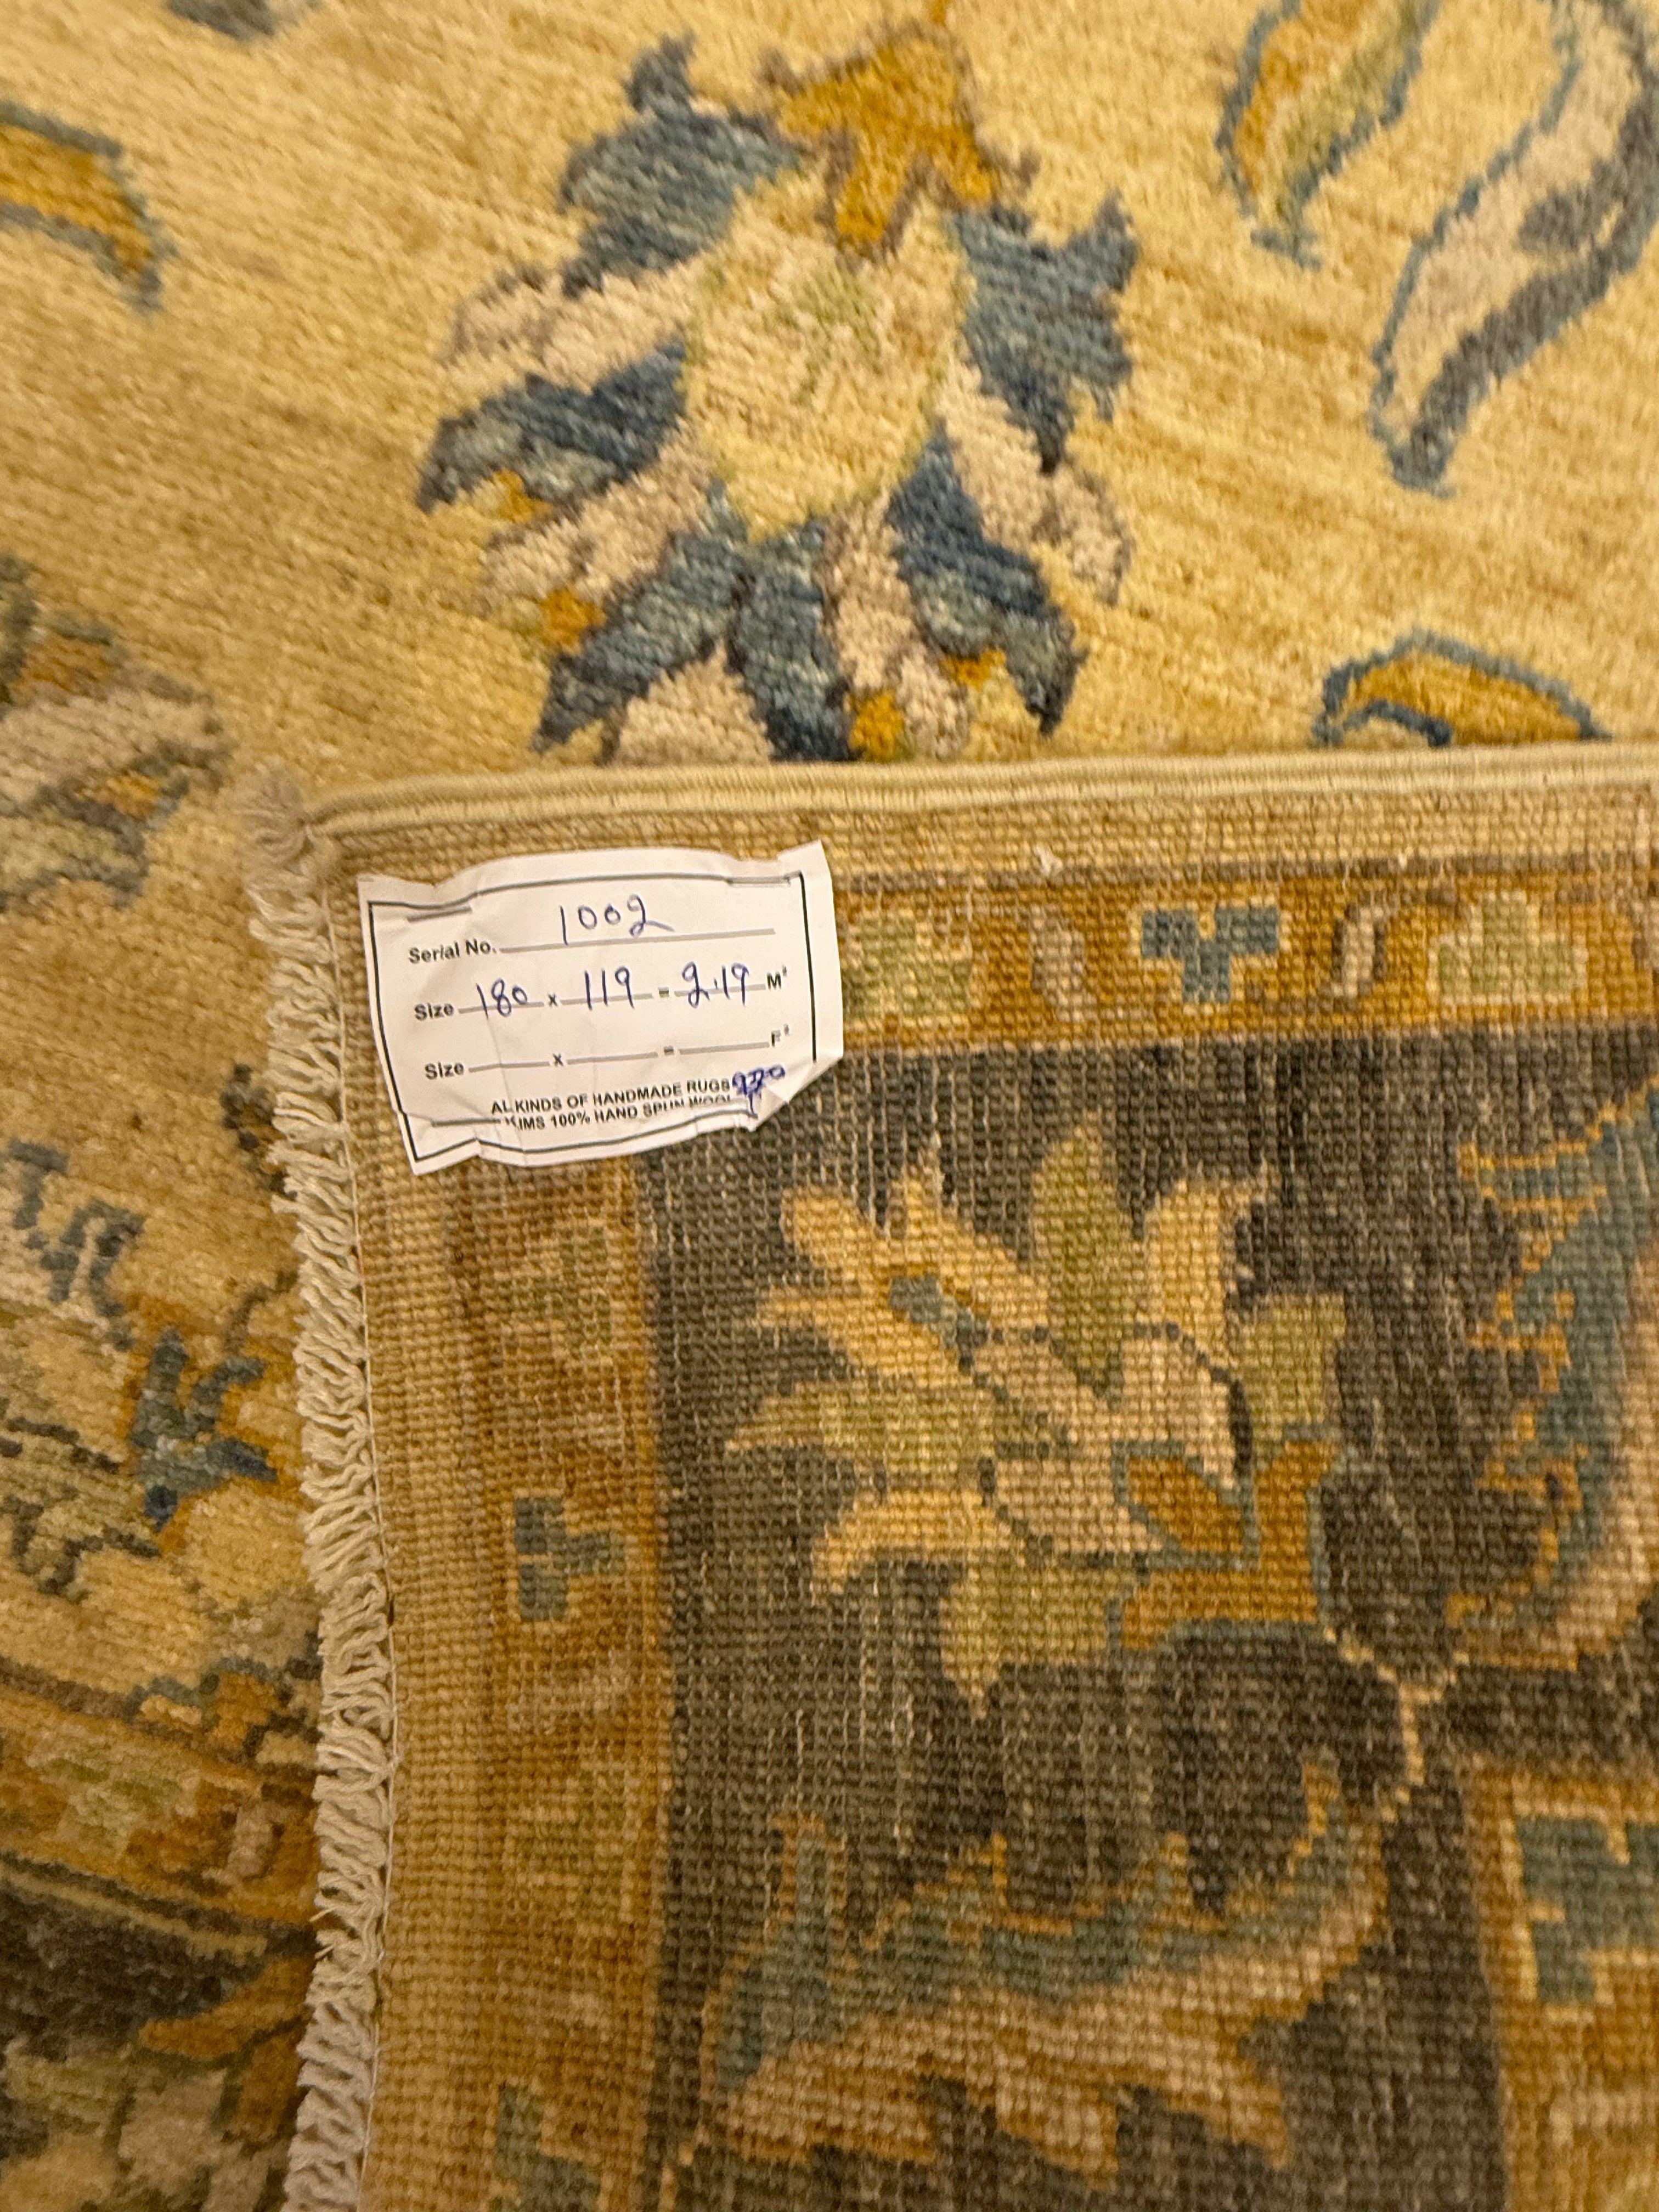 Serial No. 1002
Size 180 x 119 = 2.19 M²
Size x = F²
AL KINDS OF HANDMADE RUGS
KIMS 100% HAND SPUN WOOL